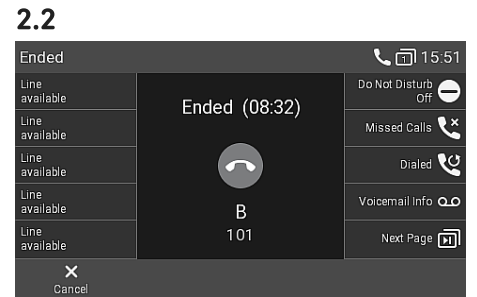 2.2
Ended 1 15:51
Line
available
Line
available
Line
available
Line
available
Line
available
Ended (08:32)
B
101
Do Not Disturb
Off
Missed Calls
Dialed
Voicemail Info
Next Page
Cancel